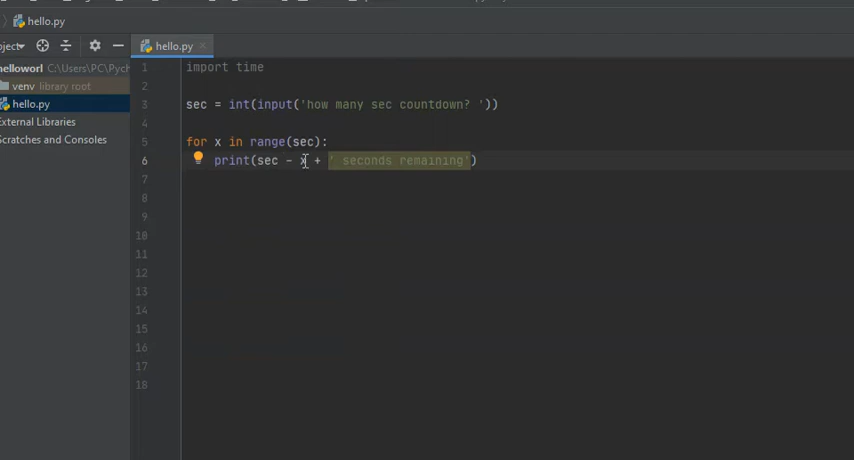 hello.py
ject
hello.py
helloworl C:\Users\PC\Pych
venv library root
hello.py
External Libraries
Scratches and Consoles
1 import time
2
3 sec = int(input('how many sec countdown? '))
4
5 for x in range(sec):
6 print(sec - x + ' seconds remaining')
7
8
9
10
11
12
13
14
15
16
17
18